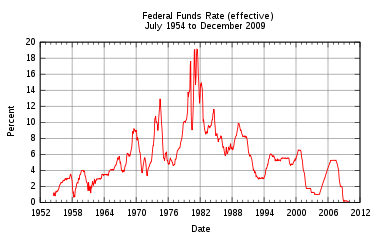 Federal Funds Rate (effective)
July 1954 to December 2009
20
18
16
14
12
10
8
6
4
2
0
Percent
1952 1958 1964 1970 1976 1982 1988 1994 2000 2006 2012
Date